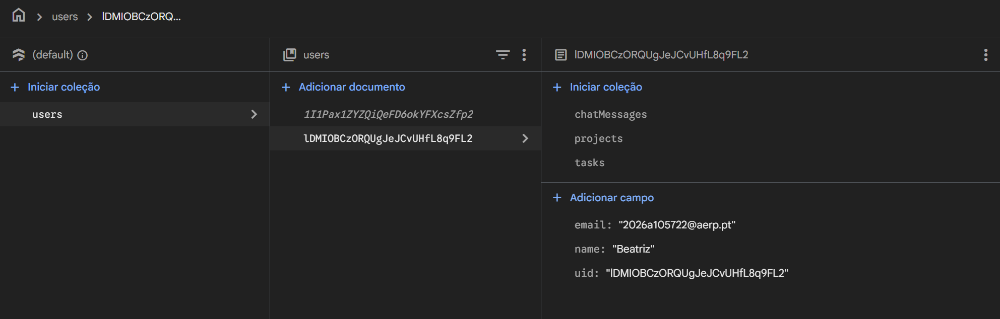 users lDMIOBCzORQ...
(default)
users
lDMIOBCzORQUgJeJCvUHfL8q9FL2
+ Iniciar coleção
users
+ Adicionar documento
1I1Pax1ZYZQiQeFD6okYFXcsZfp2
lDMIOBCzORQUgJeJCvUHfL8q9FL2
+ Iniciar coleção
chatMessages
projects
tasks
+ Adicionar campo
email: "2026a105722@aerp.pt"
name: "Beatriz"
uid: "lDMIOBCzORQUgJeJCvUHfL8q9FL2"